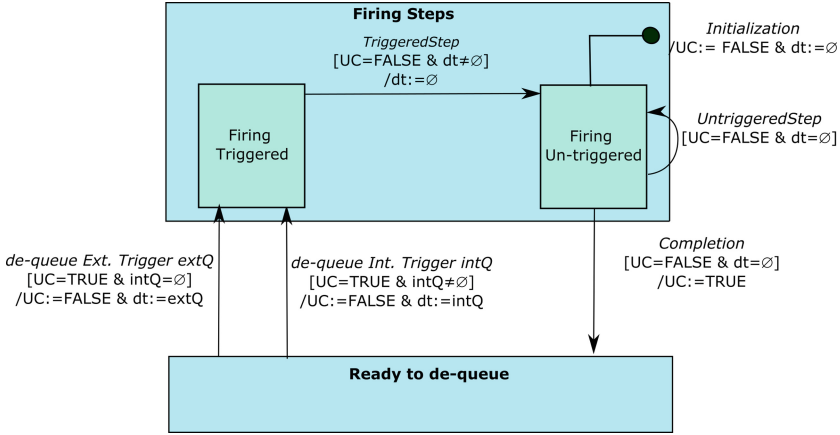 Firing Steps
Initialization
/UC:= FALSE & dt:=∅
TriggeredStep
[UC=FALSE & dt≠∅]
/dt:=∅
Firing
Triggered
Firing
Un-triggered
UntriggeredStep
[UC=FALSE & dt=∅]
de-queue Ext. Trigger extQ
[UC=TRUE & intQ=∅]
/UC:=FALSE & dt:=extQ
de-queue Int. Trigger intQ
[UC=TRUE & intQ≠∅]
/UC:=FALSE & dt:=intQ
Completion
[UC=FALSE & dt=∅]
/UC:=TRUE
Ready to de-queue